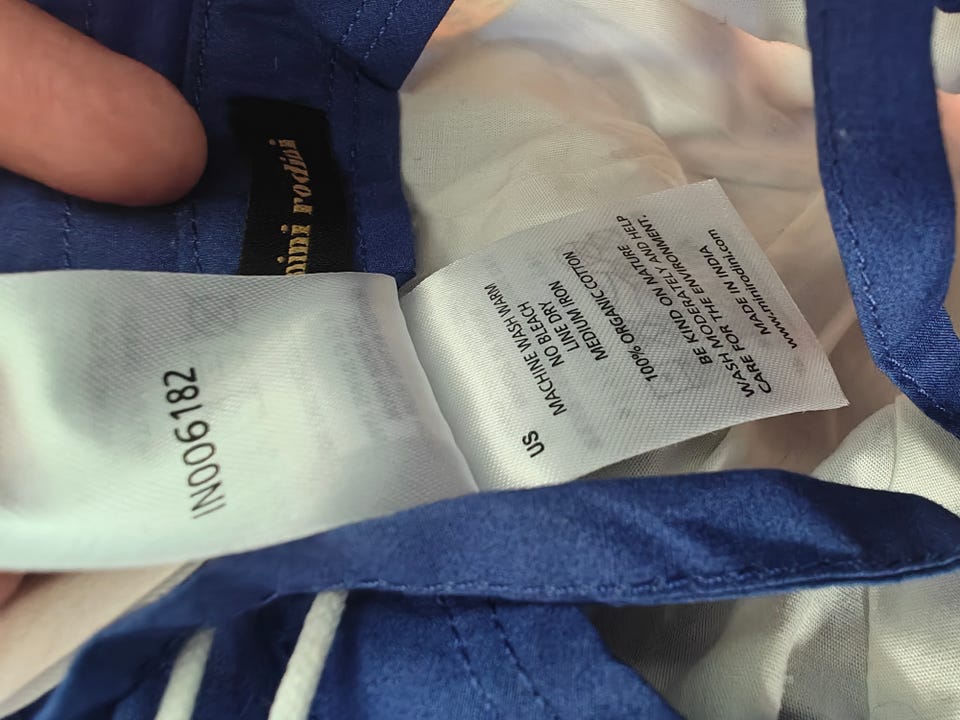 mini rodini
IN006182
US
MACHINE WASH WARM
NO BLEACH
LINE DRY
MEDIUM IRON
100% ORGANIC COTTON
BE KIND ON NATURE
WASH MODERATELY AND HELP
CARE FOR THE ENVIRONMENT.
MADE IN INDIA
www.minirodini.com